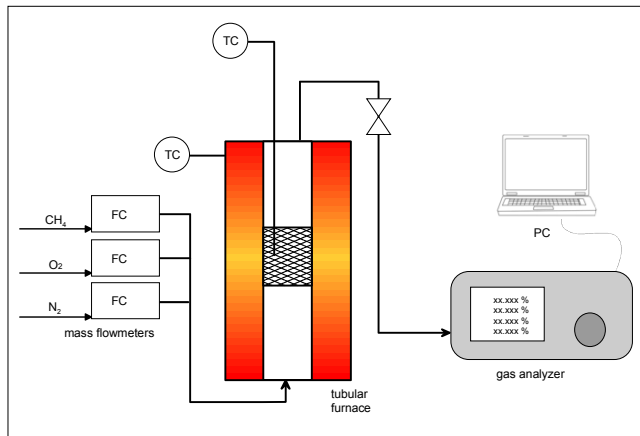 TC
TC
CH4
FC
O2
FC
N2
FC
mass flowmeters
tubular
furnace
PC
xx.xxx %
xx.xxx %
xx.xxx %
xx.xxx %
gas analyzer